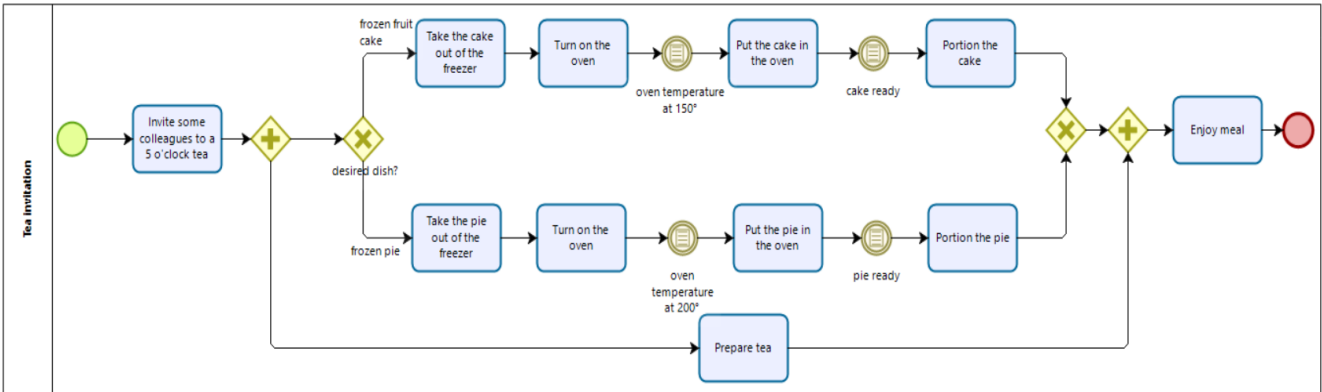 Tea invitation
Invite some
colleagues to a
5 o'clock tea
desired dish?
frozen fruit
cake
Take the cake
out of the
freezer
Turn on the
oven
oven temperature
at 150°
Put the cake in
the oven
cake ready
Portion the
cake
frozen pie
Take the pie
out of the
freezer
Turn on the
oven
oven
temperature
at 200°
Put the pie in
the oven
pie ready
Portion the pie
Prepare tea
Enjoy meal